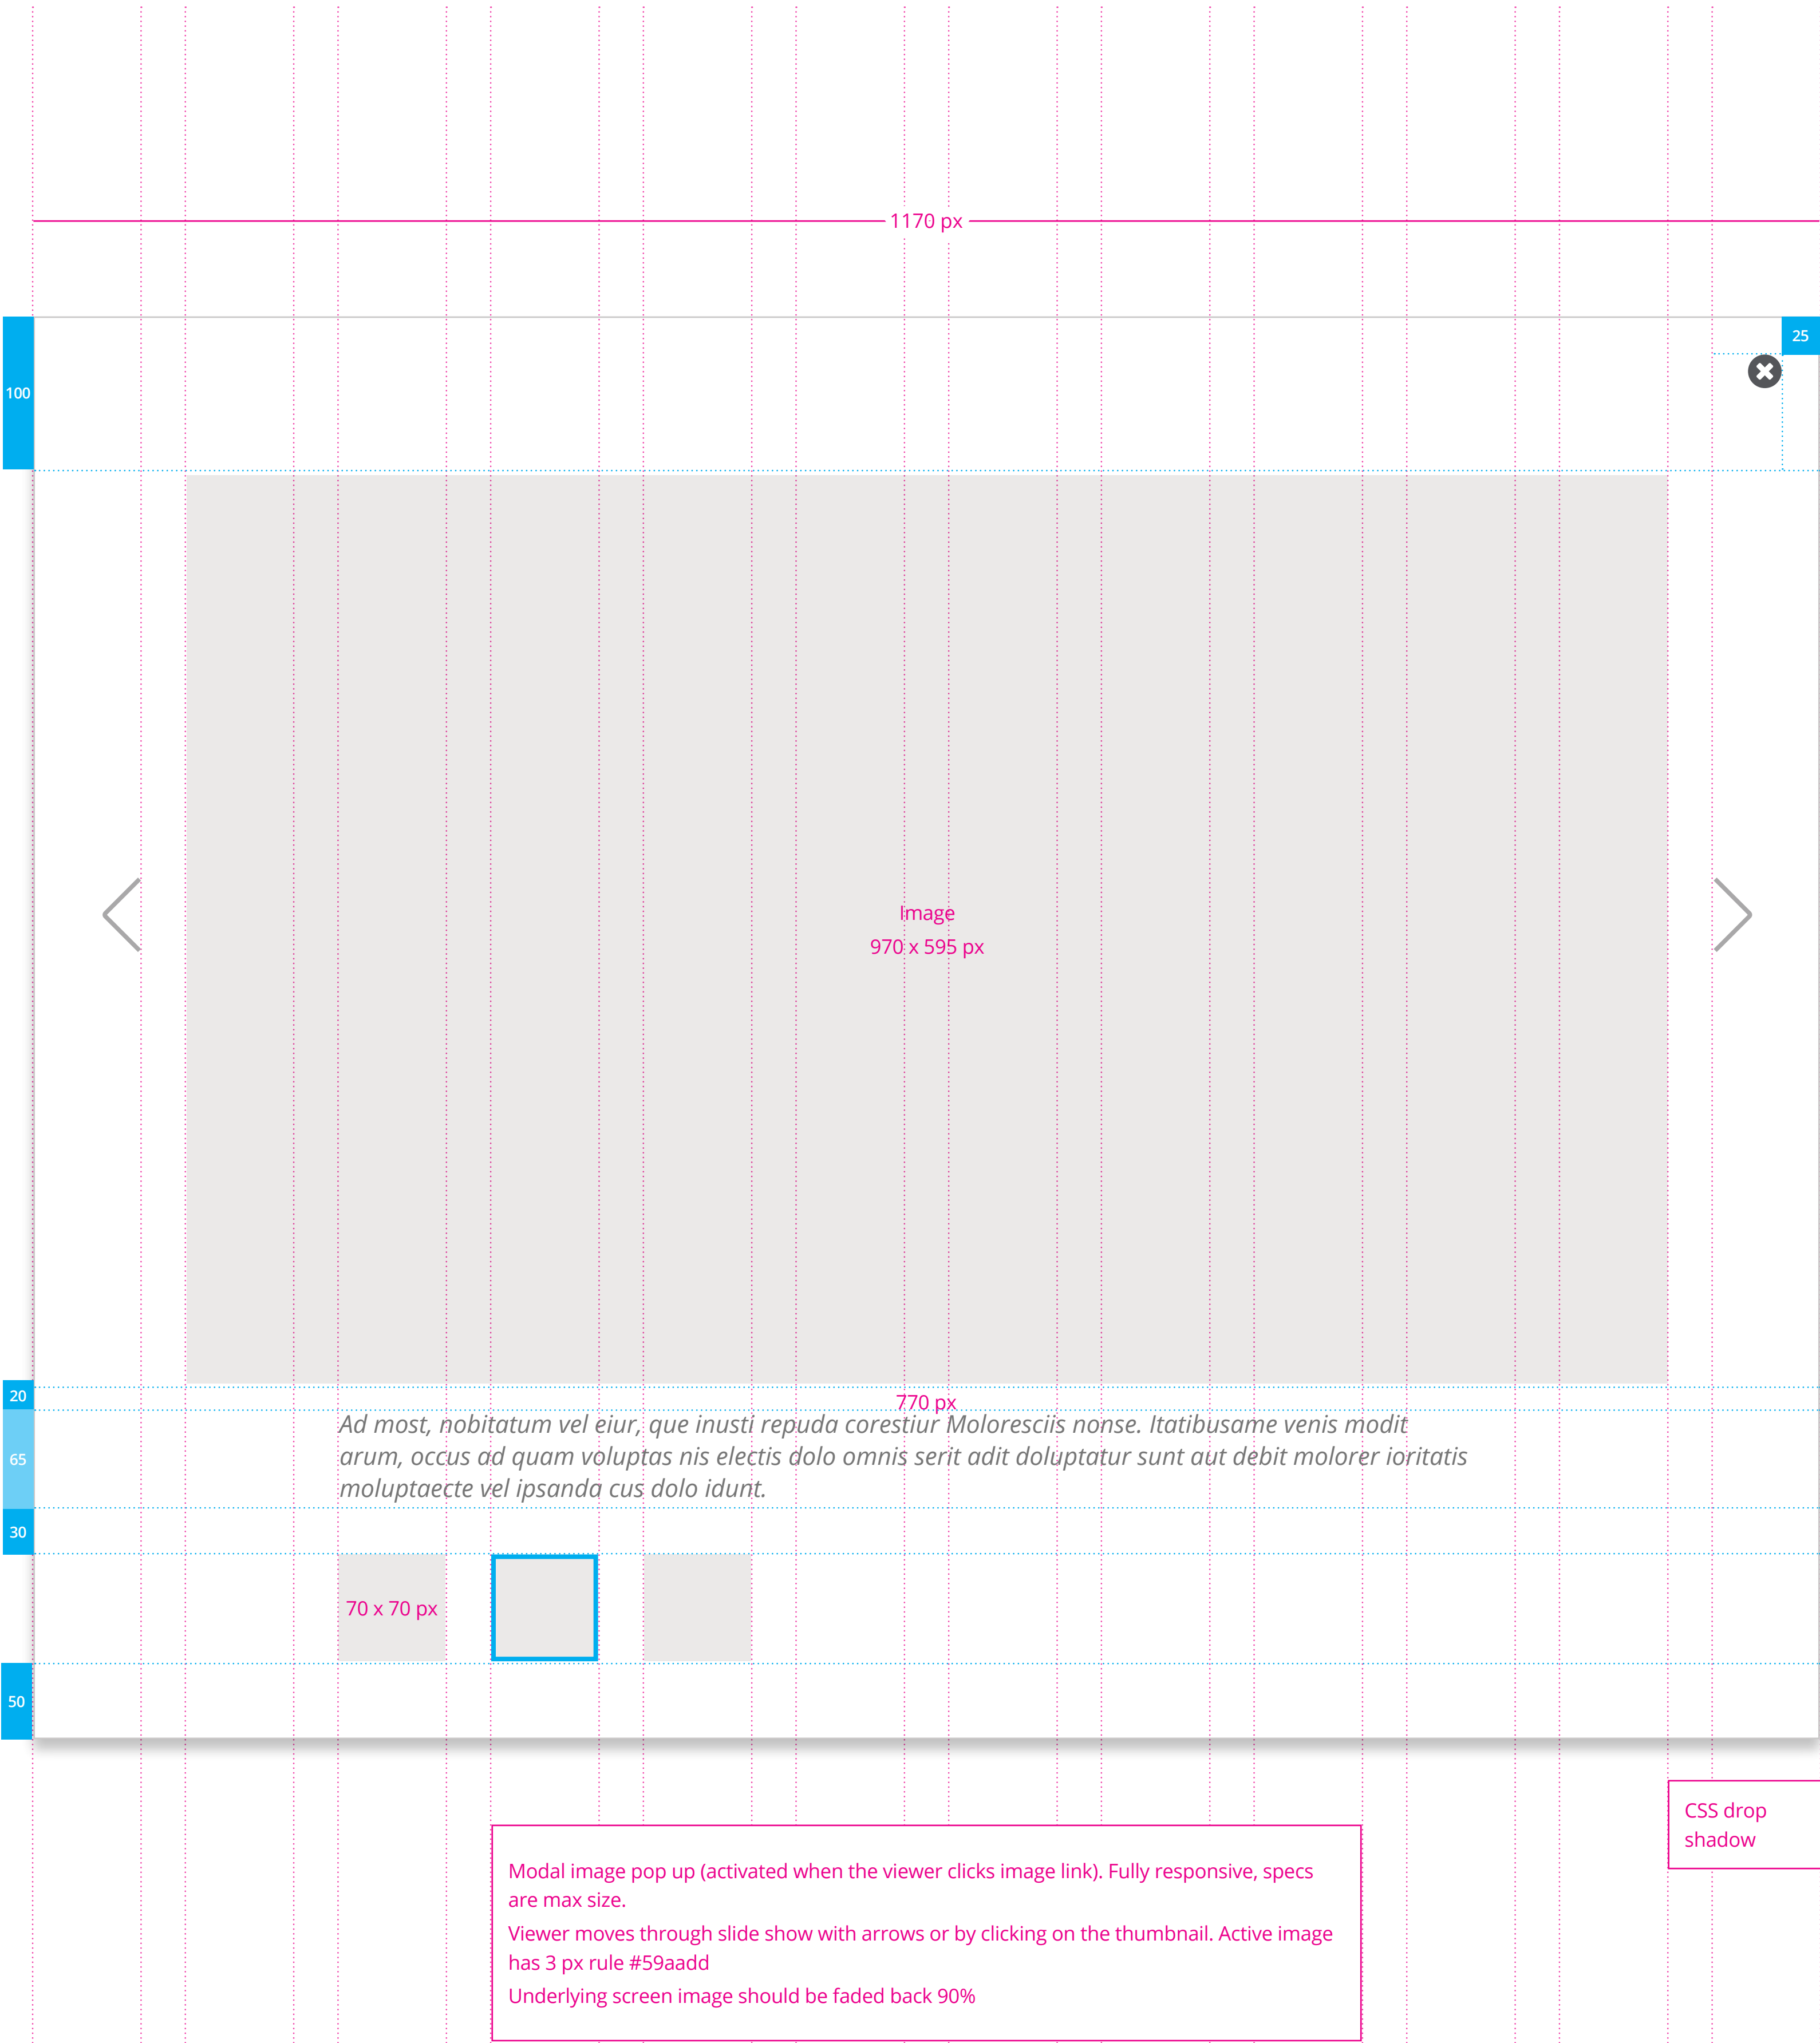 1170 px
25
100
Image
970 x 595 px
20
770 px
Ad most, nobitatum vel eiur, que inusti repuda corestiur Moloresciis nonse. Itatibusame venis modit
arum, occus ad quam voluptas nis electis dolo omnis serit adit doluptatur sunt aut debit molorer ioritatis
moluptaecte vel ipsanda cus dolo idunt.
65
30
70 x 70 px
50
CSS drop
shadow
Modal image pop up (activated when the viewer clicks image link). Fully responsive, specs
are max size.
Viewer moves through slide show with arrows or by clicking on the thumbnail. Active image
has 3 px rule #59aadd
Underlying screen image should be faded back 90%